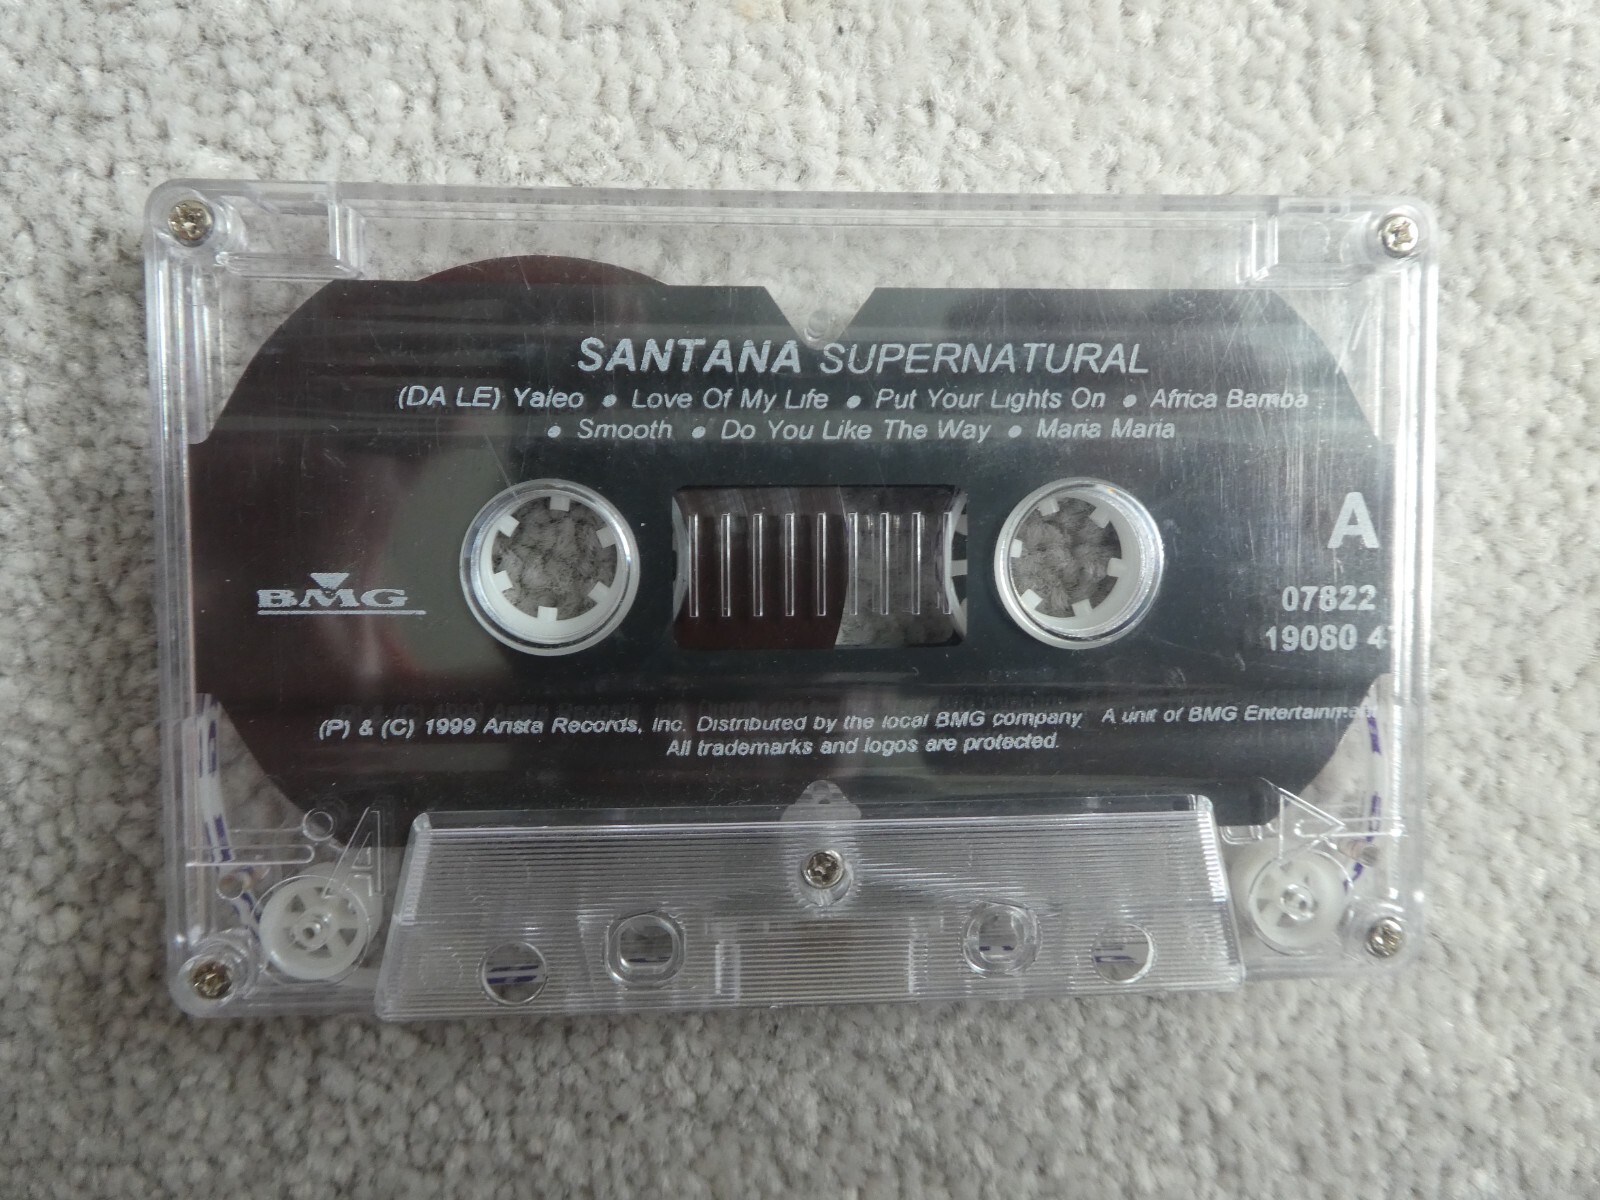 SANTANA SUPERNATURAL
(DA LE) Yaleo • Love Of My Life • Put Your Lights On • Africa Bamba
• Smooth • Do You Like The Way • Maria Maria
A
BMG
07822
19080 4
(P) & (C) 1999 Arista Records, Inc. Distributed by the local BMG company A unit of BMG Entertainment
All trademarks and logos are protected.
A